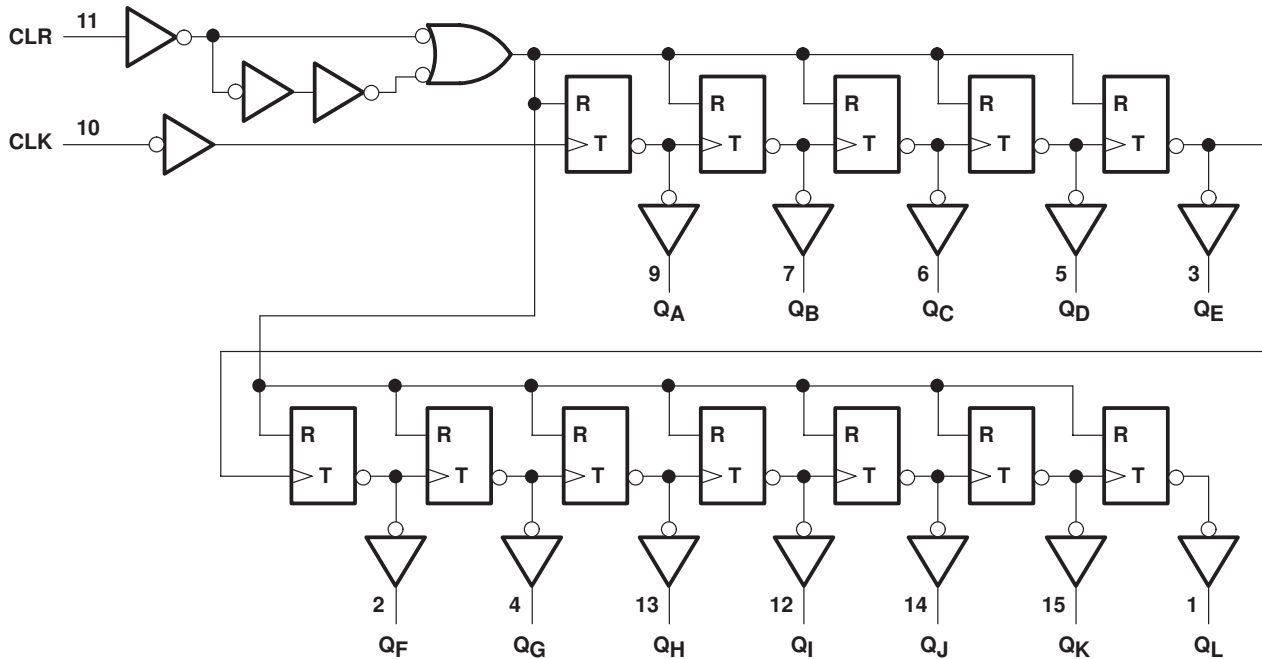 CLR 11
CLK 10
R R R R R
T T T T T
9 7 6 5 3
QA QB QC QD QE
R R R R R R R
T T T T T T T
2 4 13 12 14 15 1
QF QG QH QI QJ QK QL